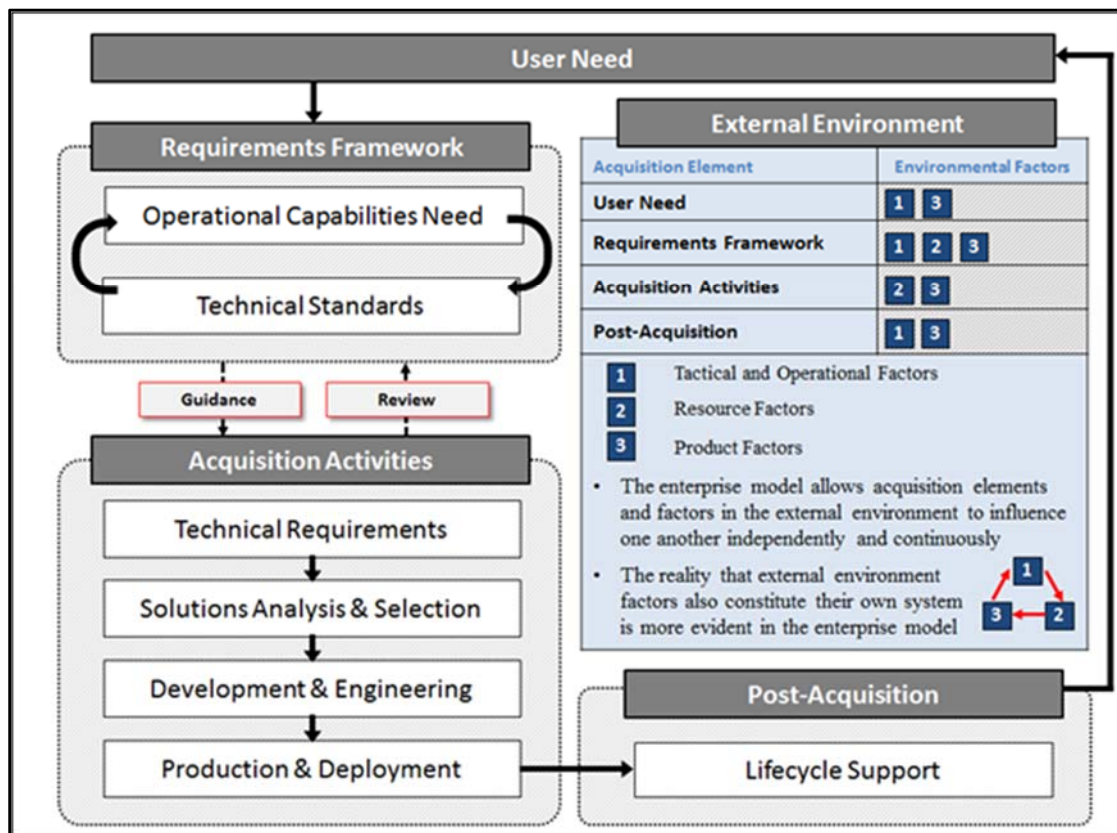 User Need
Requirements Framework
Operational Capabilities Need
Technical Standards
Guidance
Review
Acquisition Activities
Technical Requirements
Solutions Analysis & Selection
Development & Engineering
Production & Deployment
External Environment
Acquisition Element Environmental Factors
User Need 1 3
Requirements Framework 1 2 3
Acquisition Activities 2 3
Post-Acquisition 1 3
1 Tactical and Operational Factors
2 Resource Factors
3 Product Factors
• The enterprise model allows acquisition elements
and factors in the external environment to influence
one another independently and continuously
• The reality that external environment
factors also constitute their own system
is more evident in the enterprise model
1
3 2
Post-Acquisition
Lifecycle Support